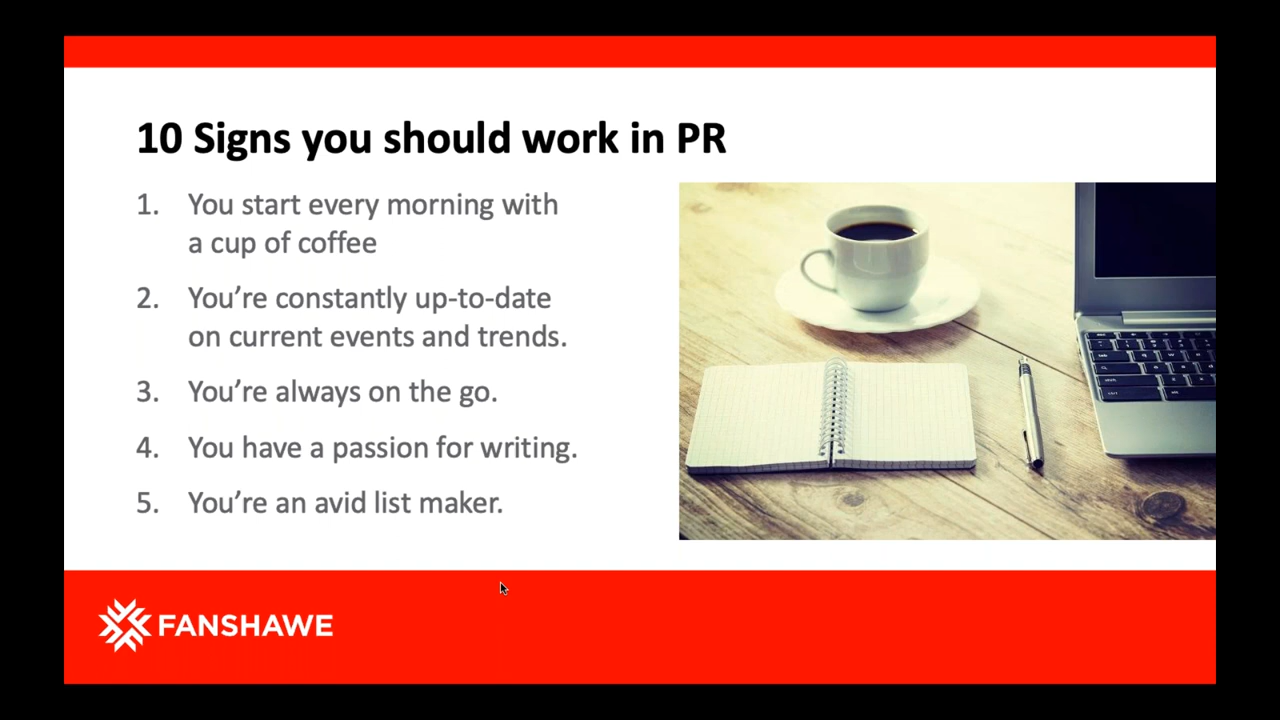 10 Signs you should work in PR
1. You start every morning with
a cup of coffee
2. You’re constantly up-to-date
on current events and trends.
3. You’re always on the go.
4. You have a passion for writing.
5. You’re an avid list maker.
FANSHAWE